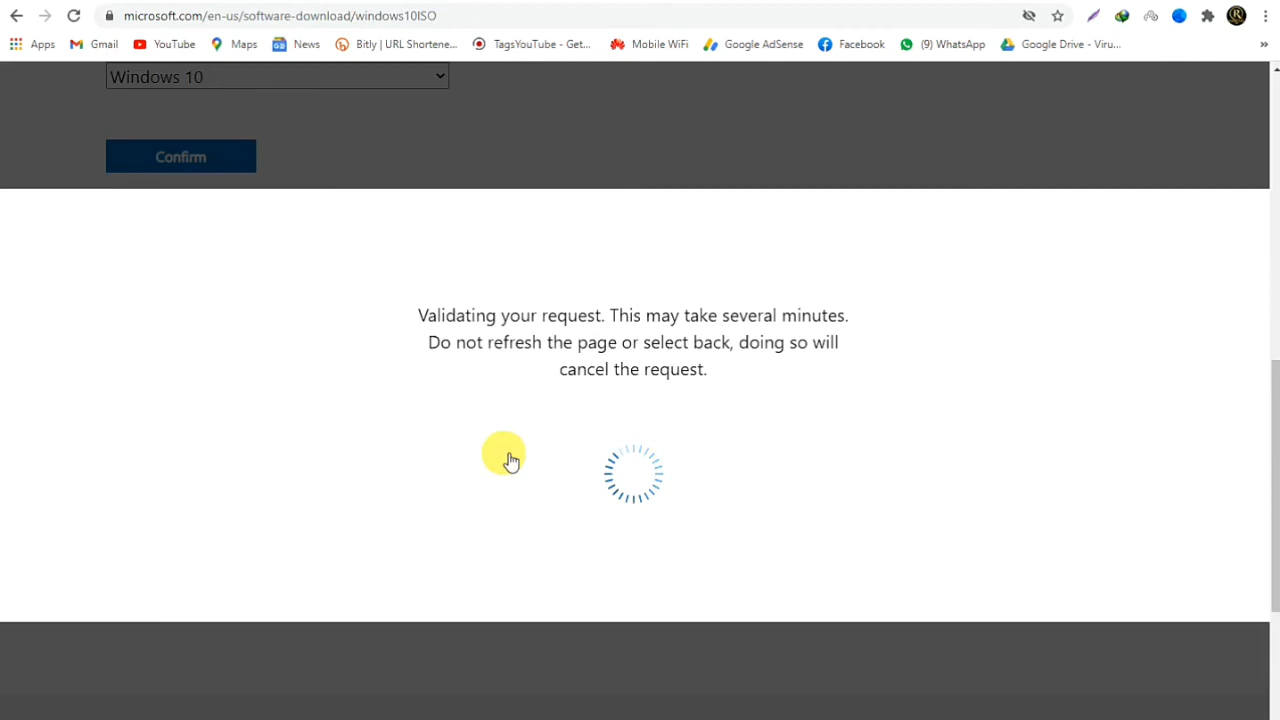 microsoft.com/en-us/software-download/windows10ISO
Apps Gmail YouTube Maps News Bitly | URL Shortene... TagsYouTube - Get... Mobile WiFi Google AdSense Facebook (9) WhatsApp Google Drive - Viru... »
Windows 10
Confirm
Validating your request. This may take several minutes.
Do not refresh the page or select back, doing so will
cancel the request.